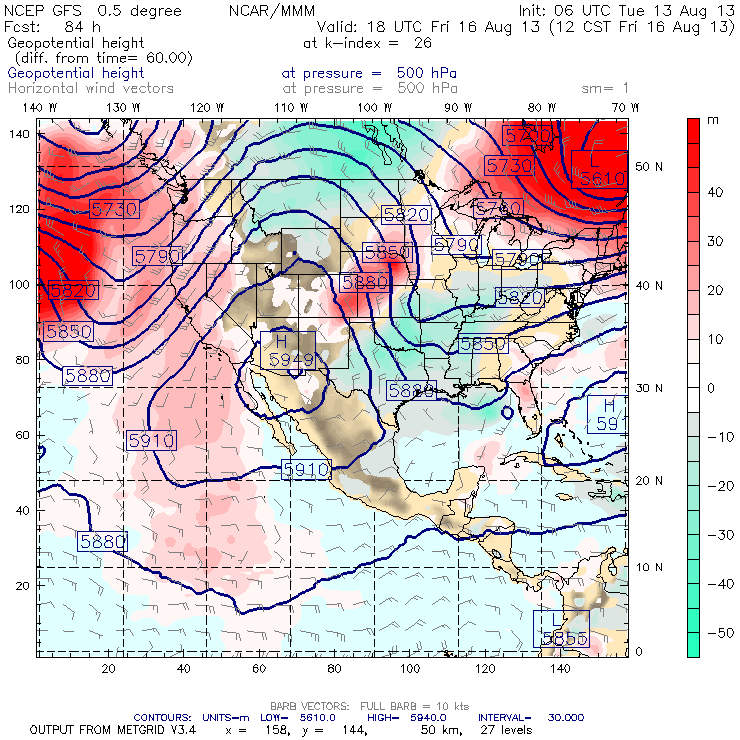 NCEP GFS 0.5 degree NCAR/MMM Init: 06 UTC Tue 13 Aug 13
Fcst: 84 h Valid: 18 UTC Fri 16 Aug 13 (12 CST Fri 16 Aug 13)
Geopotential height at k-index = 26
(diff. from time= 60.00)
Geopotential height at pressure = 500 hPa
Horizontal wind vectors at pressure = 500 hPa sm= 1
140 W 130 W 120 W 110 W 100 W 90 W 80 W 70 W
m
140
5730
50 N
5730
5610
40
120
5730
5820
5760
30
5790
5850
5790
5790
100
5820
5880
5820
40 N
20
5850
5850
10
H
5949
80
5880
5880
30 N
0
H
59
60
5910
-10
5910
20 N
-20
40
5880
-30
10 N
20
-40
L
5855
-50
0
20 40 60 80 100 120 140
BARB VECTORS: FULL BARB = 10 kts
CONTOURS: UNITS=m LOW= 5610.0 HIGH= 5940.0 INTERVAL= 30.000
OUTPUT FROM METGRID V3.4 x = 158, y = 144, 50 km, 27 levels